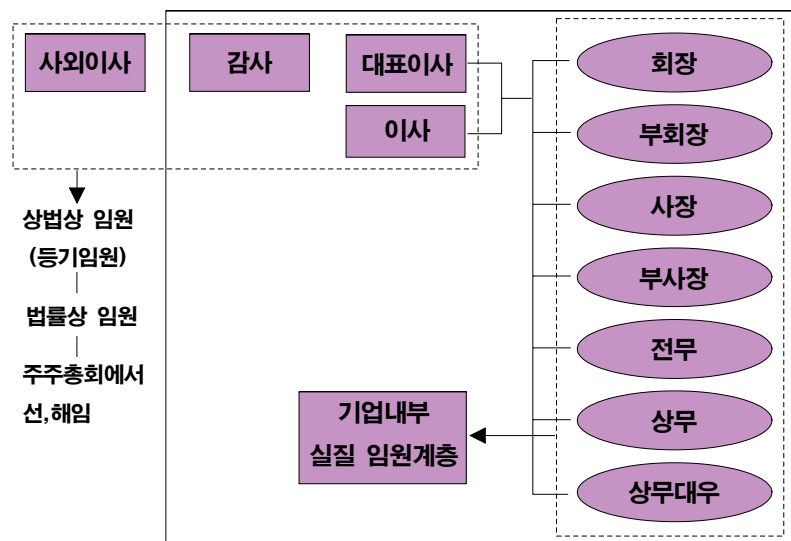 사외이사
감사
대표이사
이사
상법상 임원
(등기임원)
법률상 임원
주주총회에서
선,해임
기업내부
실질 임원계층
회장
부회장
사장
부사장
전무
상무
상무대우